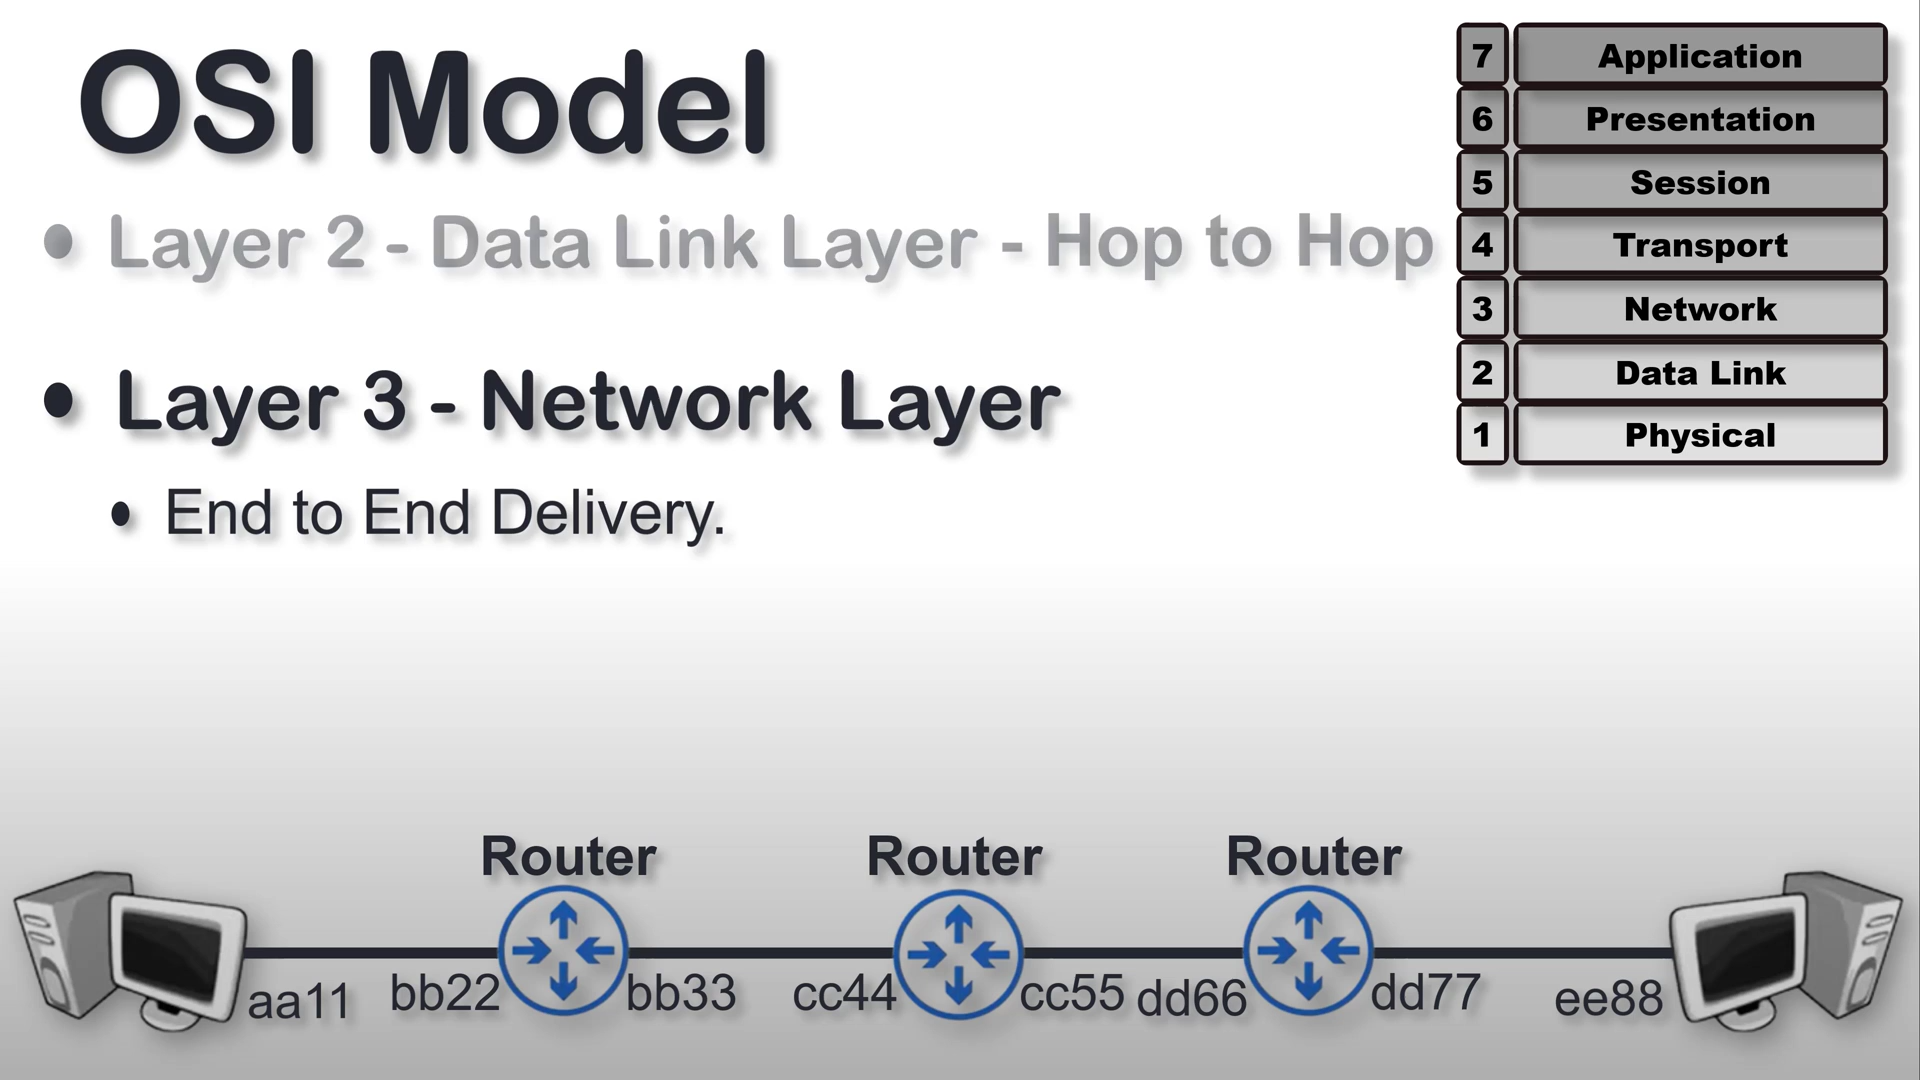 OSI Model
• Layer 2 - Data Link Layer - Hop to Hop
• Layer 3 - Network Layer
• End to End Delivery.
7 Application
6 Presentation
5 Session
4 Transport
3 Network
2 Data Link
1 Physical
Router Router Router
aa11 bb22 bb33 cc44 cc55 dd66 dd77 ee88